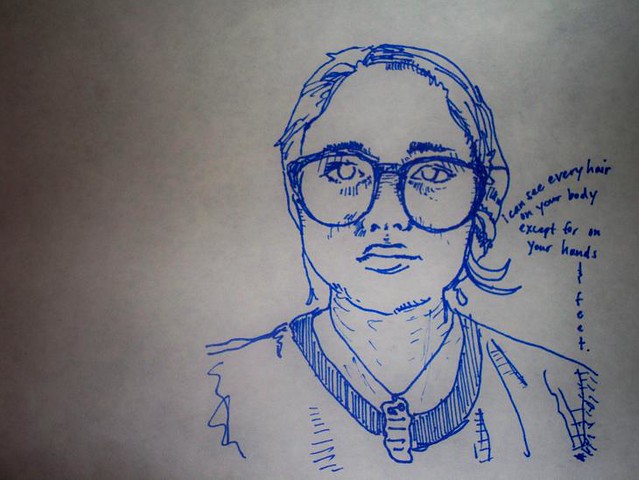 i can see every hair
on your body
except for on
your hands
& feet.